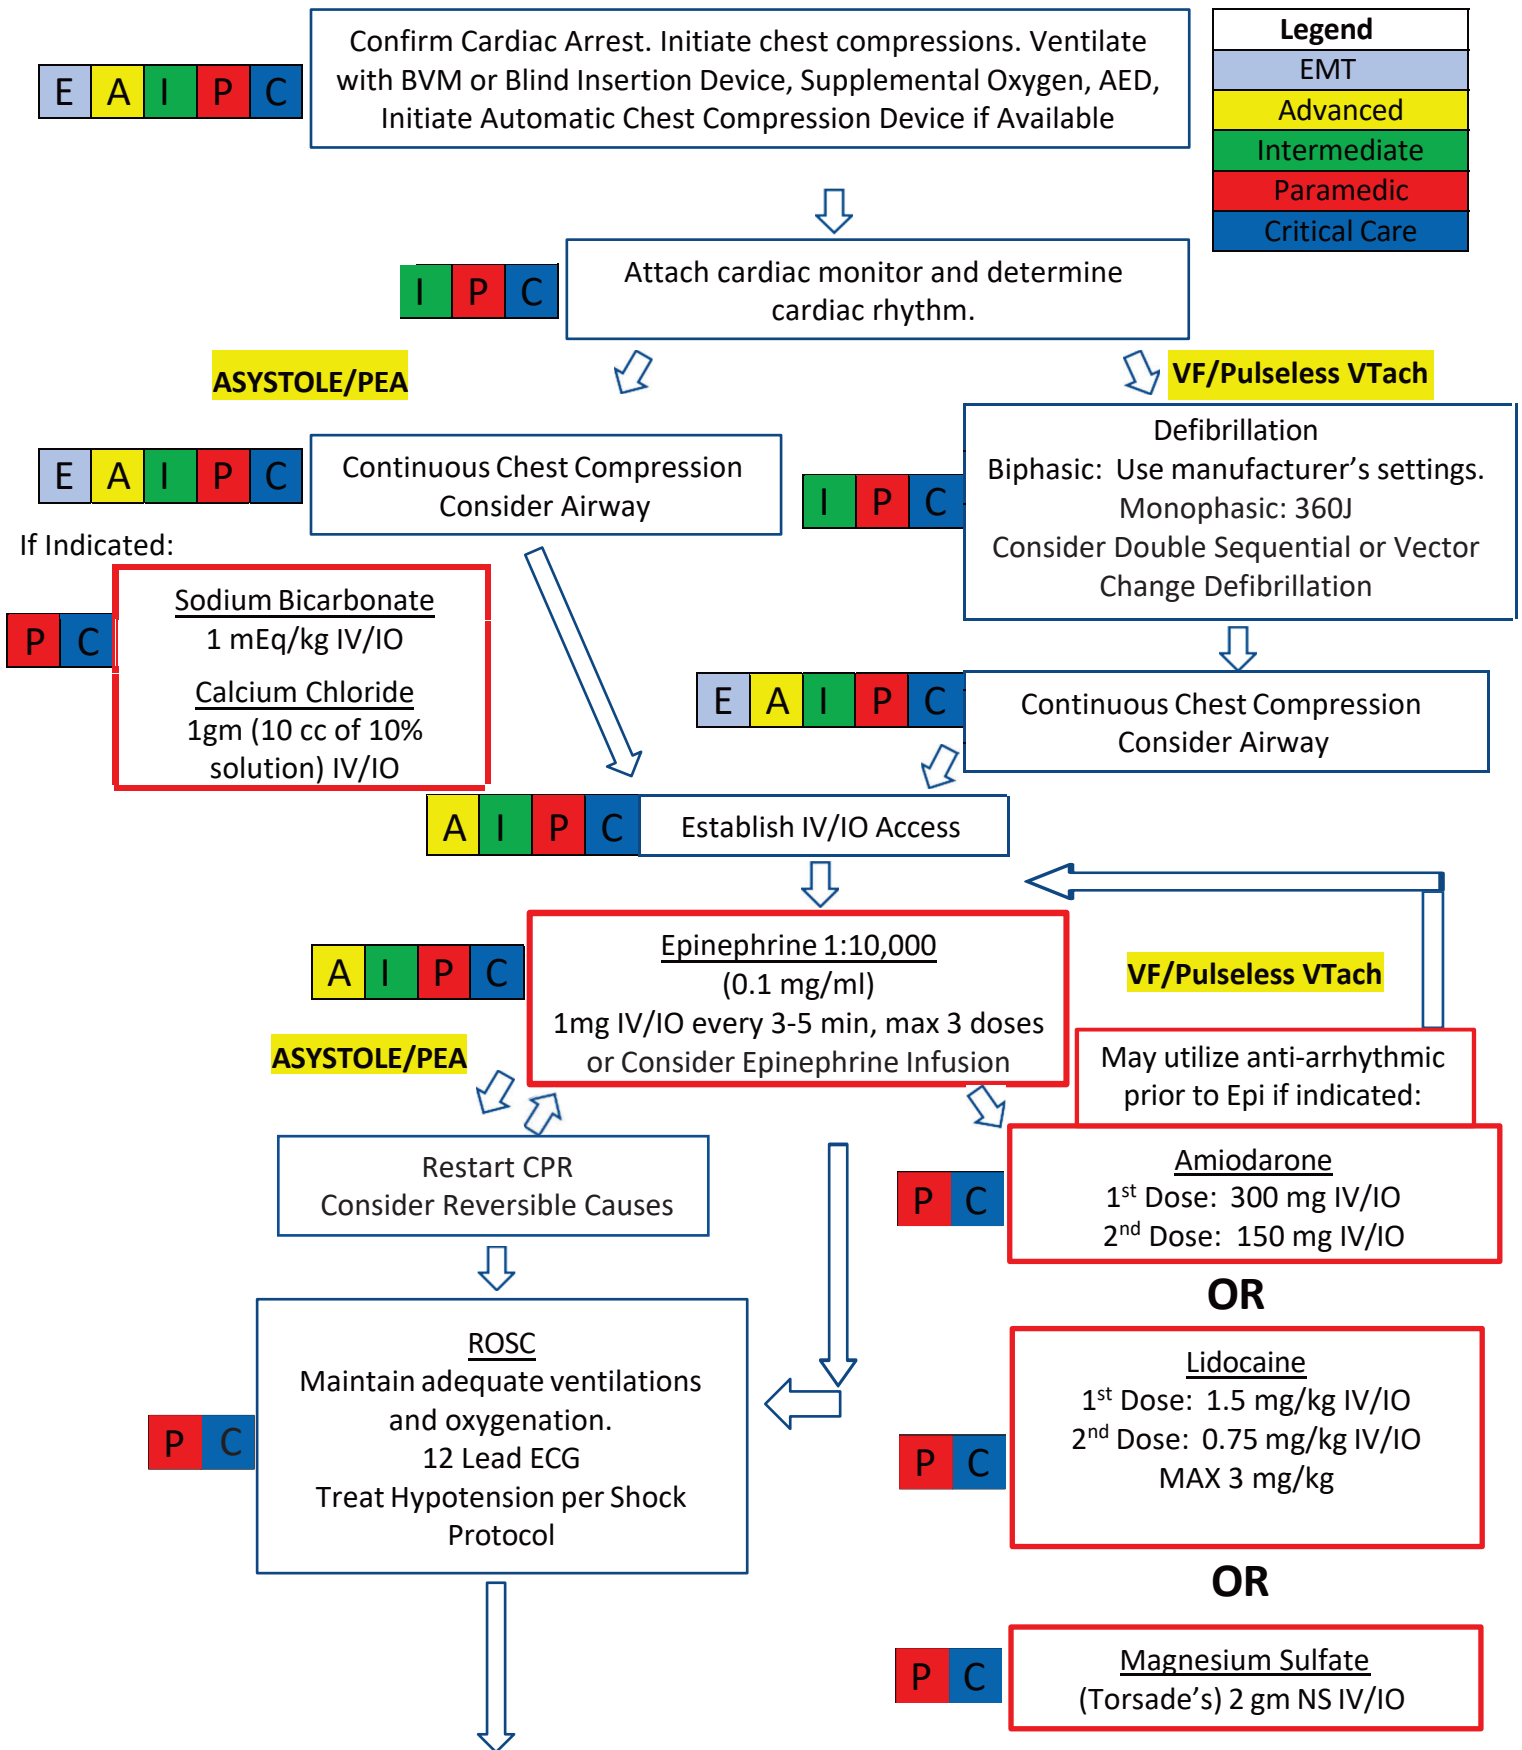 Confirm Cardiac Arrest. Initiate chest compressions. Ventilate
with BVM or Blind Insertion Device, Supplemental Oxygen, AED,
Initiate Automatic Chest Compression Device if Available
E A I P C
Legend
EMT
Advanced
Intermediate
Paramedic
Critical Care
I P C
Attach cardiac monitor and determine
cardiac rhythm.
ASYSTOLE/PEA
VF/Pulseless VTach
E A I P C
Continuous Chest Compression
Consider Airway
I P C
Defibrillation
Biphasic: Use manufacturer’s settings.
Monophasic: 360J
Consider Double Sequential or Vector
Change Defibrillation
If Indicated:
P C
Sodium Bicarbonate
1 mEq/kg IV/IO
Calcium Chloride
1gm (10 cc of 10%
solution) IV/IO
E A I P C
Continuous Chest Compression
Consider Airway
A I P C
Establish IV/IO Access
A I P C
Epinephrine 1:10,000
(0.1 mg/ml)
1mg IV/IO every 3-5 min, max 3 doses
or Consider Epinephrine Infusion
VF/Pulseless VTach
ASYSTOLE/PEA
May utilize anti-arrhythmic
prior to Epi if indicated:
Restart CPR
Consider Reversible Causes
P C
Amiodarone
1st Dose: 300 mg IV/IO
2nd Dose: 150 mg IV/IO
OR
P C
ROSC
Maintain adequate ventilations
and oxygenation.
12 Lead ECG
Treat Hypotension per Shock
Protocol
P C
Lidocaine
1st Dose: 1.5 mg/kg IV/IO
2nd Dose: 0.75 mg/kg IV/IO
MAX 3 mg/kg
OR
P C
Magnesium Sulfate
(Torsade’s) 2 gm NS IV/IO